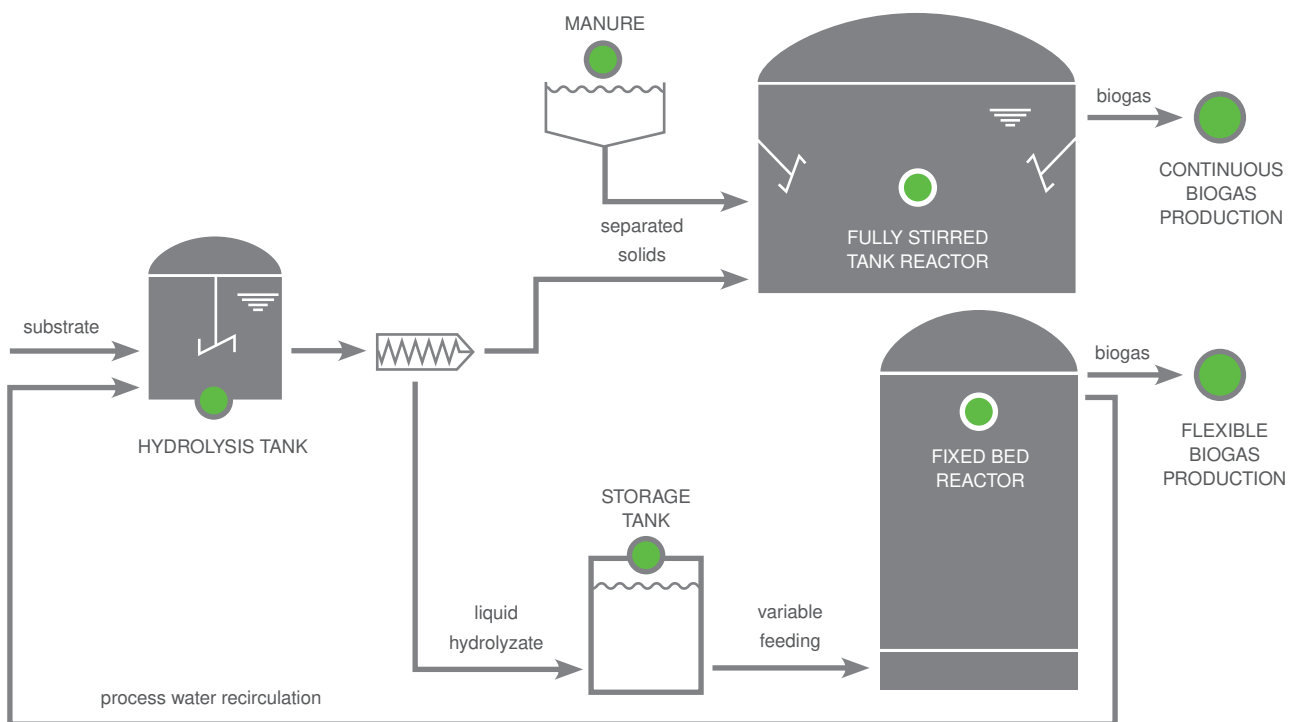 MANURE
biogas
CONTINUOUS
BIOGAS
PRODUCTION
separated
solids
FULLY STIRRED
TANK REACTOR
substrate
HYDROLYSIS TANK
biogas
FLEXIBLE
BIOGAS
PRODUCTION
FIXED BED
REACTOR
STORAGE
TANK
liquid
hydrolyzate
variable
feeding
process water recirculation